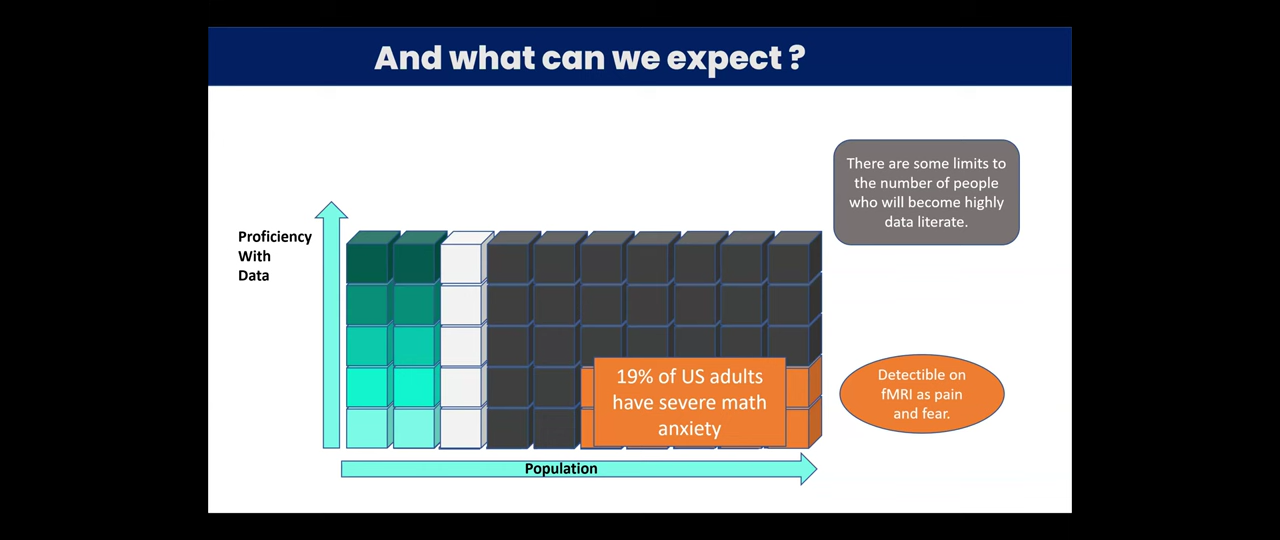 And what can we expect ?
There are some limits to
the number of people
who will become highly
data literate.
Proficiency
With
Data
19% of US adults
have severe math
anxiety
Detectible on
fMRI as pain
and fear.
Population